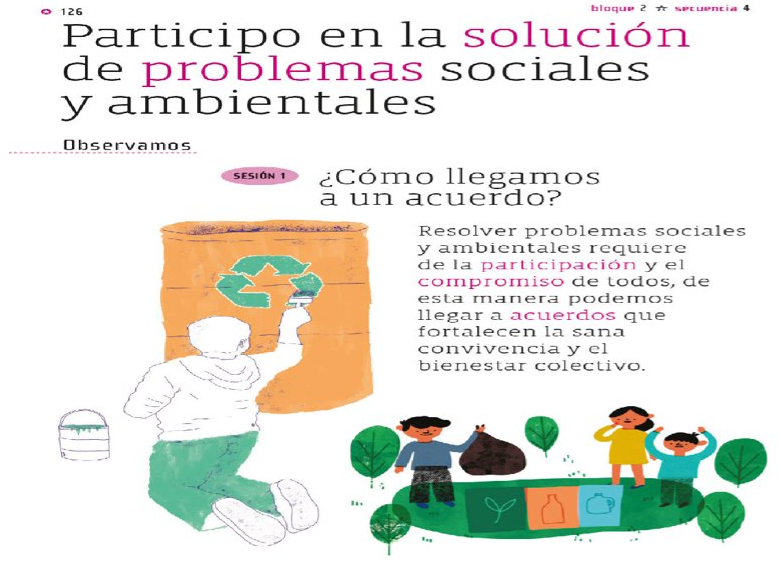 126
bloque 2 ☆ secuencia 4
Participo en la solución
de problemas sociales
y ambientales
Observamos
SESIÓN 1
¿Cómo llegamos
a un acuerdo?
Resolver problemas sociales
y ambientales requiere
de la participación y el
compromiso de todos, de
esta manera podemos
llegar a acuerdos que
fortalecen la sana
convivencia y el
bienestar colectivo.